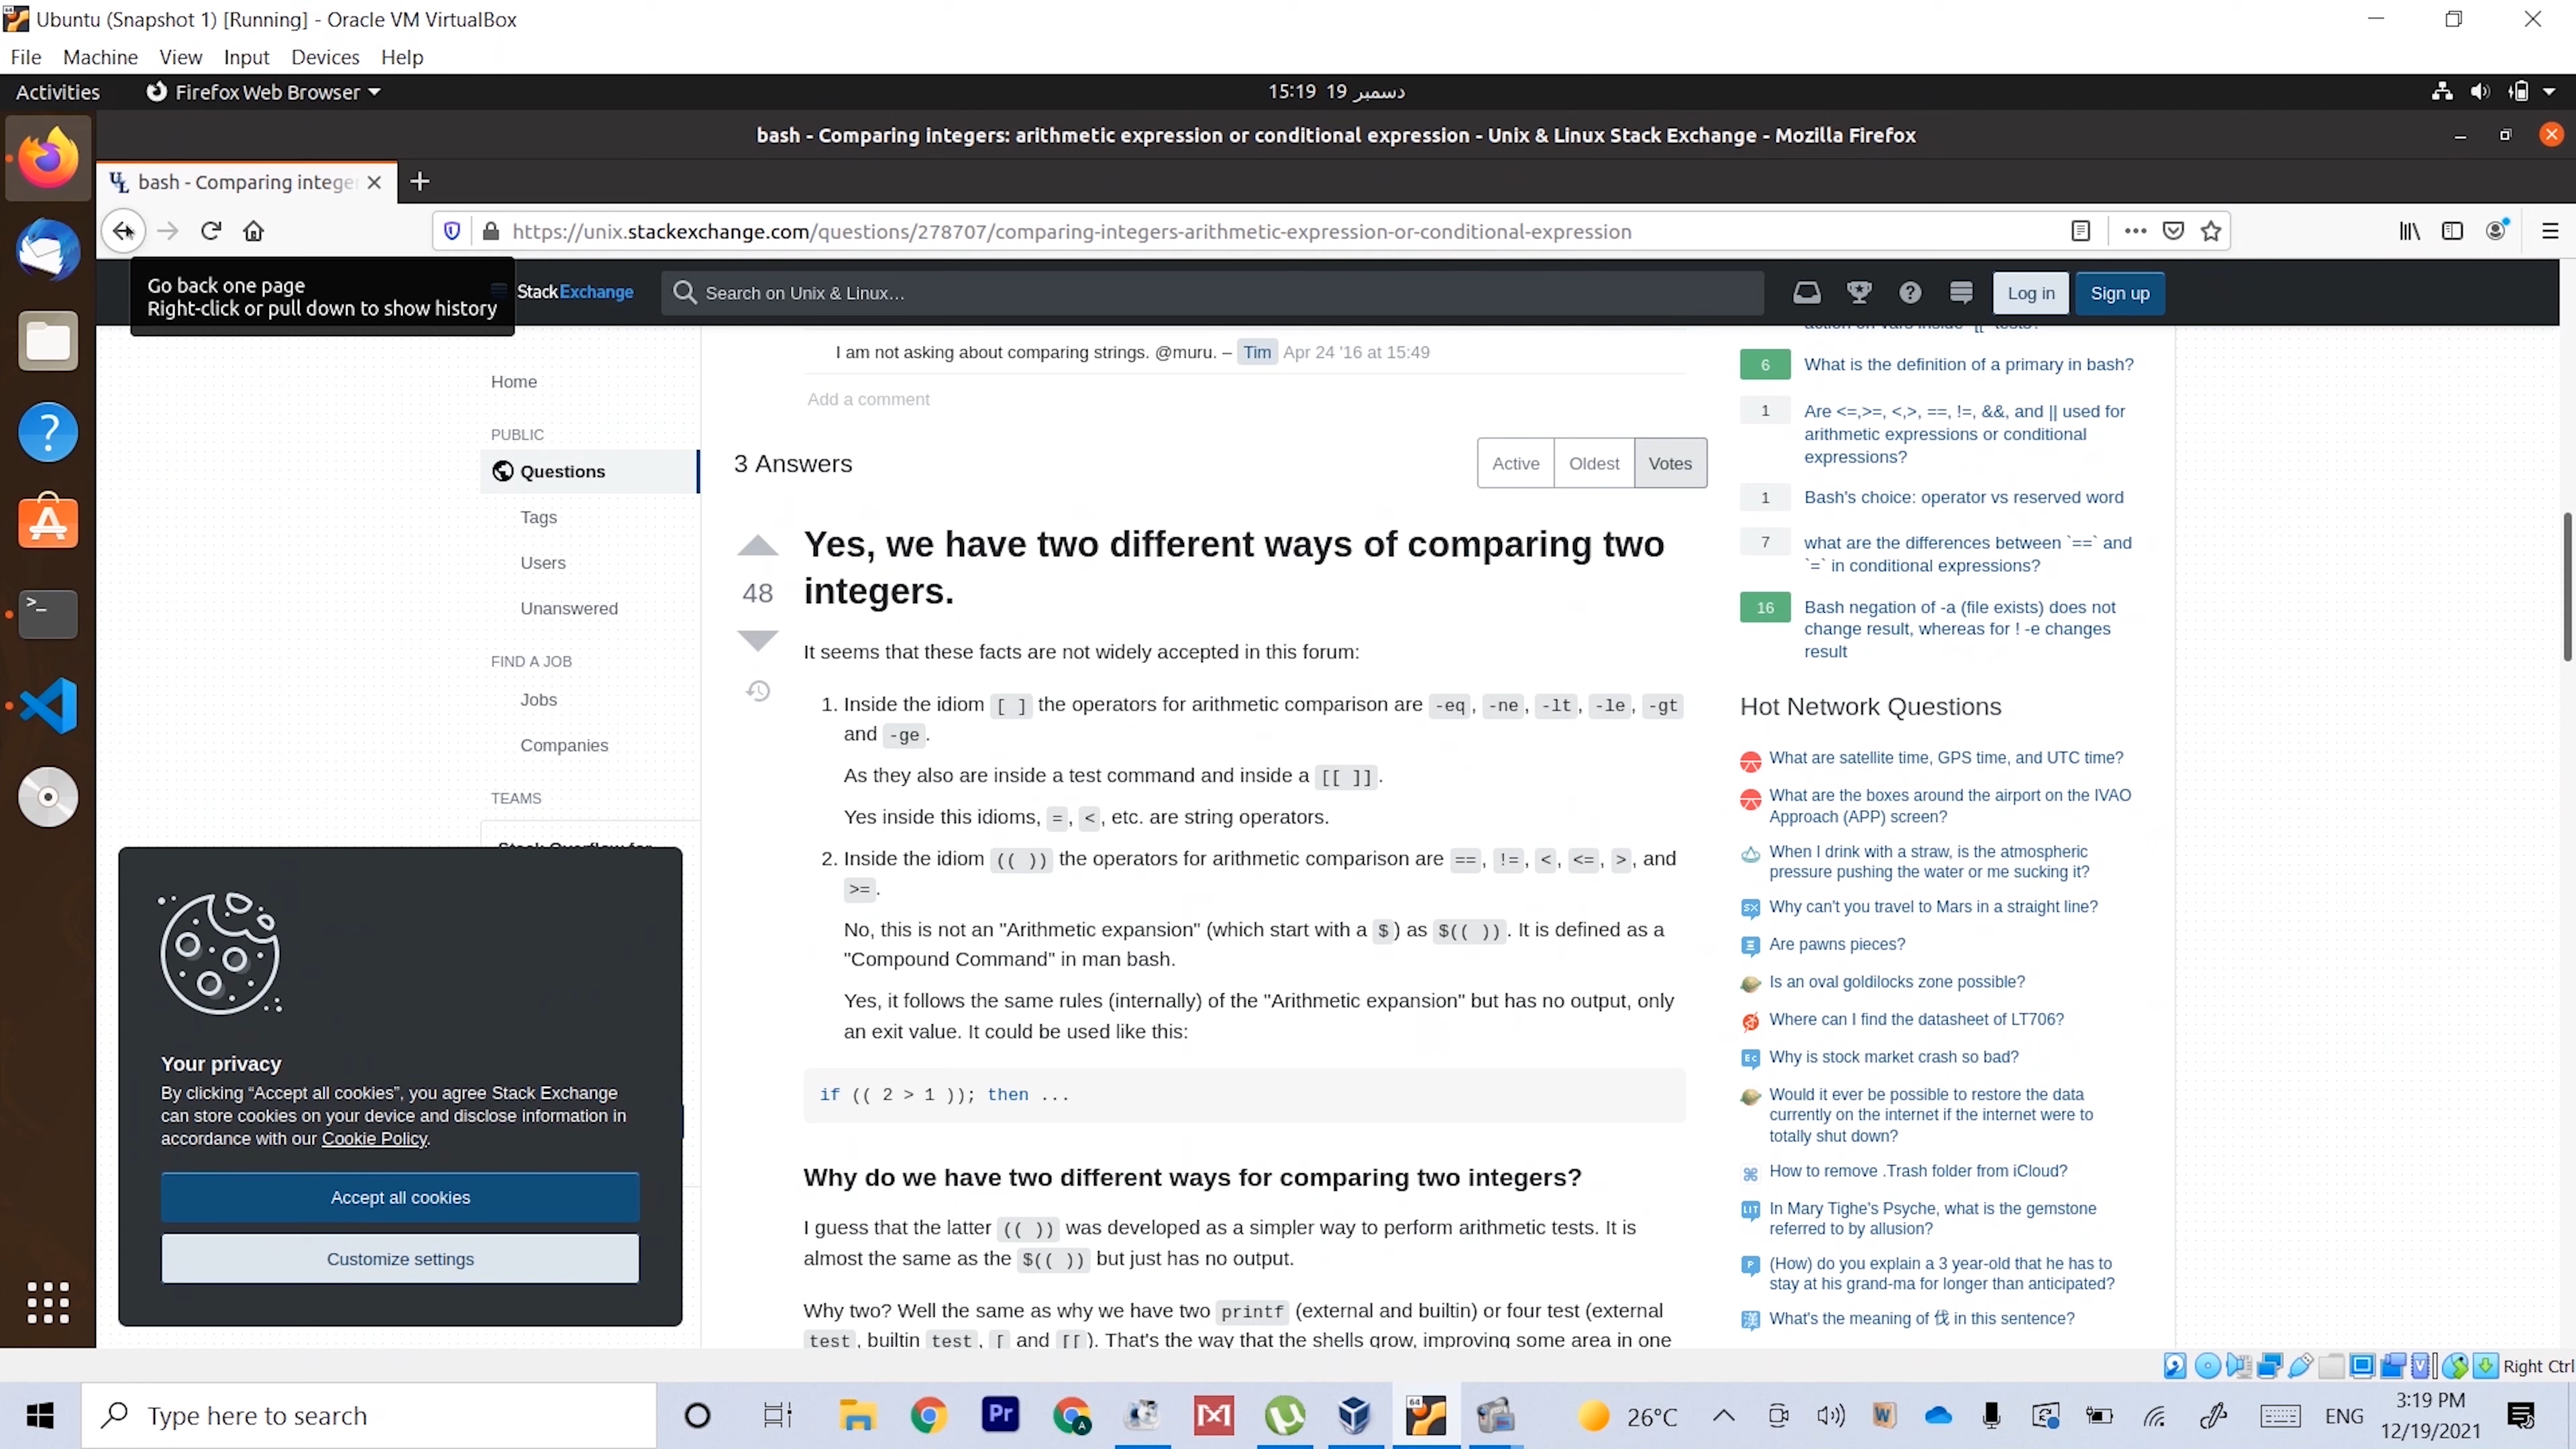 Ubuntu (Snapshot 1) [Running] - Oracle VM VirtualBox
File Machine View Input Devices Help
Activities Firefox Web Browser 15:19 19 دسمبر
bash - Comparing integers: arithmetic expression or conditional expression - Unix & Linux Stack Exchange - Mozilla Firefox
bash - Comparing intege
https://unix.stackexchange.com/questions/278707/comparing-integers-arithmetic-expression-or-conditional-expression
Go back one page
Right-click or pull down to show history
StackExchange
Search on Unix & Linux…
Log in
Sign up
Home
PUBLIC
Questions
Tags
Users
Unanswered
FIND A JOB
Jobs
Companies
TEAMS
I am not asking about comparing strings. @muru. – Tim Apr 24 '16 at 15:49
Add a comment
3 Answers
Active Oldest Votes
48
Yes, we have two different ways of comparing two
integers.
It seems that these facts are not widely accepted in this forum:
1. Inside the idiom [ ] the operators for arithmetic comparison are -eq, -ne, -lt, -le, -gt
and -ge.
As they also are inside a test command and inside a [[ ]].
Yes inside this idioms, =, <, etc. are string operators.
2. Inside the idiom (( )) the operators for arithmetic comparison are ==, !=, <, <=, >, and
>=.
No, this is not an "Arithmetic expansion" (which start with a $) as $(( )). It is defined as a
"Compound Command" in man bash.
Yes, it follows the same rules (internally) of the "Arithmetic expansion" but has no output, only
an exit value. It could be used like this:
if (( 2 > 1 )); then ...
Why do we have two different ways for comparing two integers?
I guess that the latter (( )) was developed as a simpler way to perform arithmetic tests. It is
almost the same as the $(( )) but just has no output.
Why two? Well the same as why we have two printf (external and builtin) or four test (external
test, builtin test, [ and [[). That's the way that the shells grow, improving some area in one
6 What is the definition of a primary in bash?
1 Are <=,>=, <,>, ==, !=, &&, and || used for
arithmetic expressions or conditional
expressions?
1 Bash's choice: operator vs reserved word
7 what are the differences between `==` and
`=` in conditional expressions?
16 Bash negation of -a (file exists) does not
change result, whereas for ! -e changes
result
Hot Network Questions
What are satellite time, GPS time, and UTC time?
What are the boxes around the airport on the IVAO
Approach (APP) screen?
When I drink with a straw, is the atmospheric
pressure pushing the water or me sucking it?
Why can't you travel to Mars in a straight line?
Are pawns pieces?
Is an oval goldilocks zone possible?
Where can I find the datasheet of LT706?
Why is stock market crash so bad?
Would it ever be possible to restore the data
currently on the internet if the internet were to
totally shut down?
How to remove .Trash folder from iCloud?
In Mary Tighe's Psyche, what is the gemstone
referred to by allusion?
(How) do you explain a 3 year-old that he has to
stay at his grand-ma for longer than anticipated?
What's the meaning of 伐 in this sentence?
Your privacy
By clicking “Accept all cookies”, you agree Stack Exchange
can store cookies on your device and disclose information in
accordance with our Cookie Policy.
Accept all cookies
Customize settings
Right Ctrl
Type here to search
Pr
26°C
ENG
3:19 PM
12/19/2021